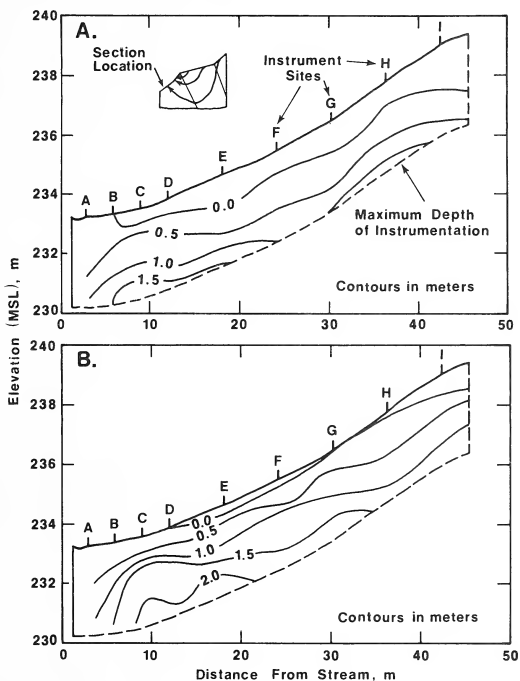 A.
Section
Location
Instrument
Sites
H
G
F
E
D
C
B
A
0.0
0.5
1.0
1.5
Maximum Depth
of Instrumentation
Contours in meters
240
238
236
234
232
230
0 10 20 30 40 50
Elevation (MSL), m
B.
H
G
F
E
D
C
B
A
0.0
0.5
1.0
1.5
2.0
Contours in meters
240
238
236
234
232
230
0 10 20 30 40 50
Distance From Stream, m